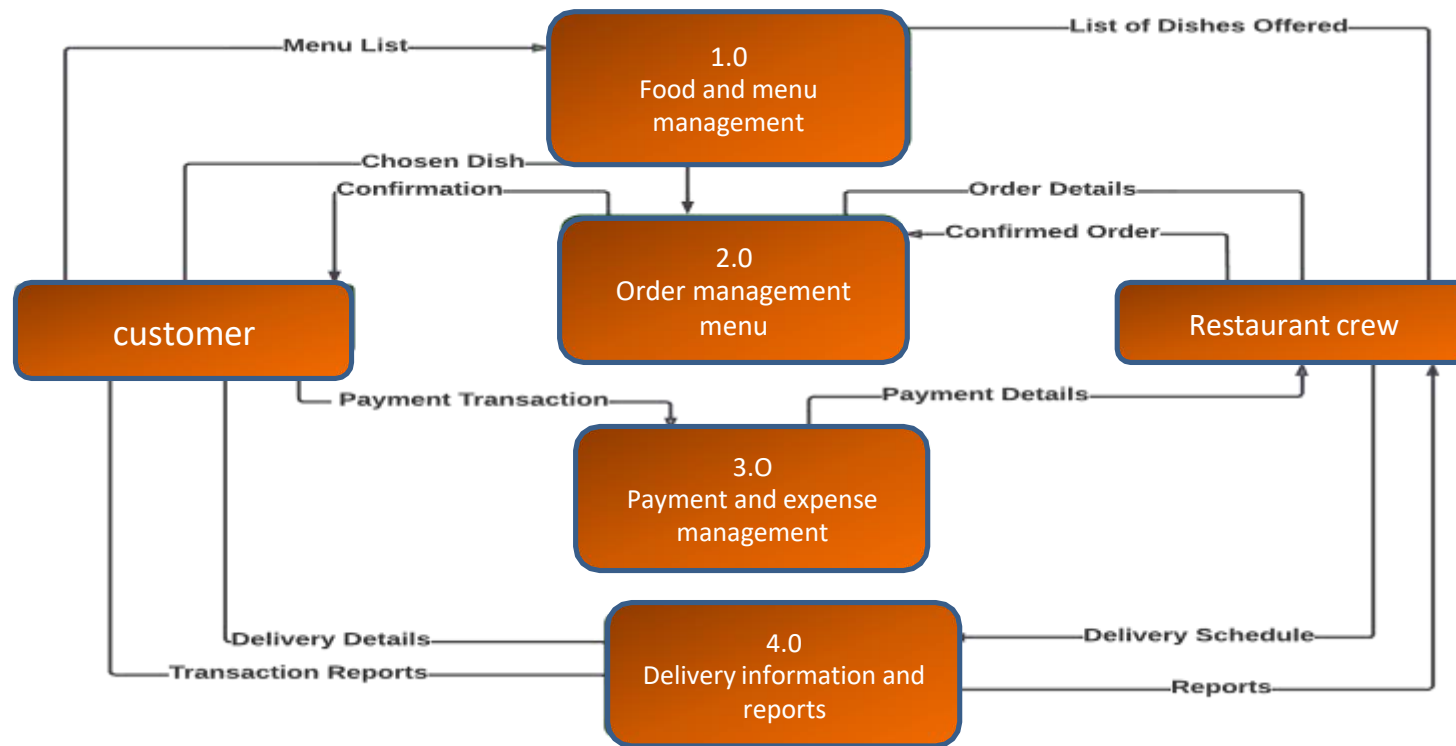 Menu List
List of Dishes Offered
1.0
Food and menu
management
Chosen Dish
Confirmation
Order Details
Confirmed Order
2.0
Order management
menu
customer
Restaurant crew
Payment Transaction
Payment Details
3.O
Payment and expense
management
Delivery Details
Transaction Reports
4.0
Delivery information and
reports
Delivery Schedule
Reports